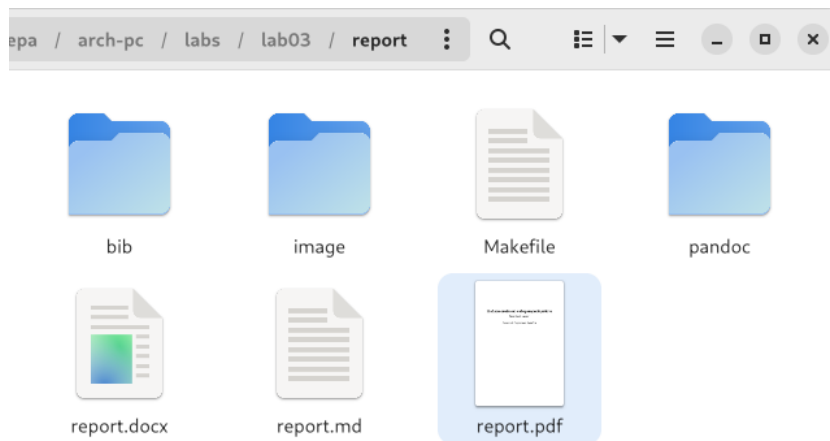 epa / arch-pc / labs / lab03 / report
bib image Makefile pandoc
report.docx report.md report.pdf